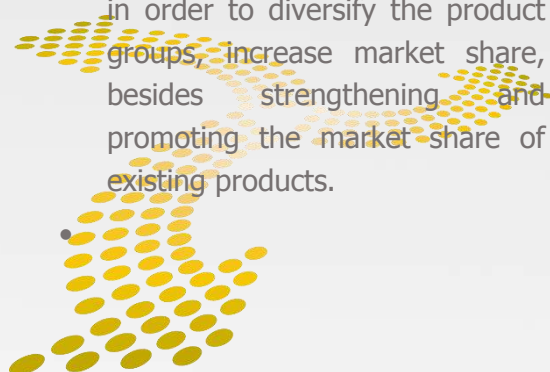 in order to diversify the product
groups, increase market share,
besides strengthening and
promoting the market share of
existing products.
•